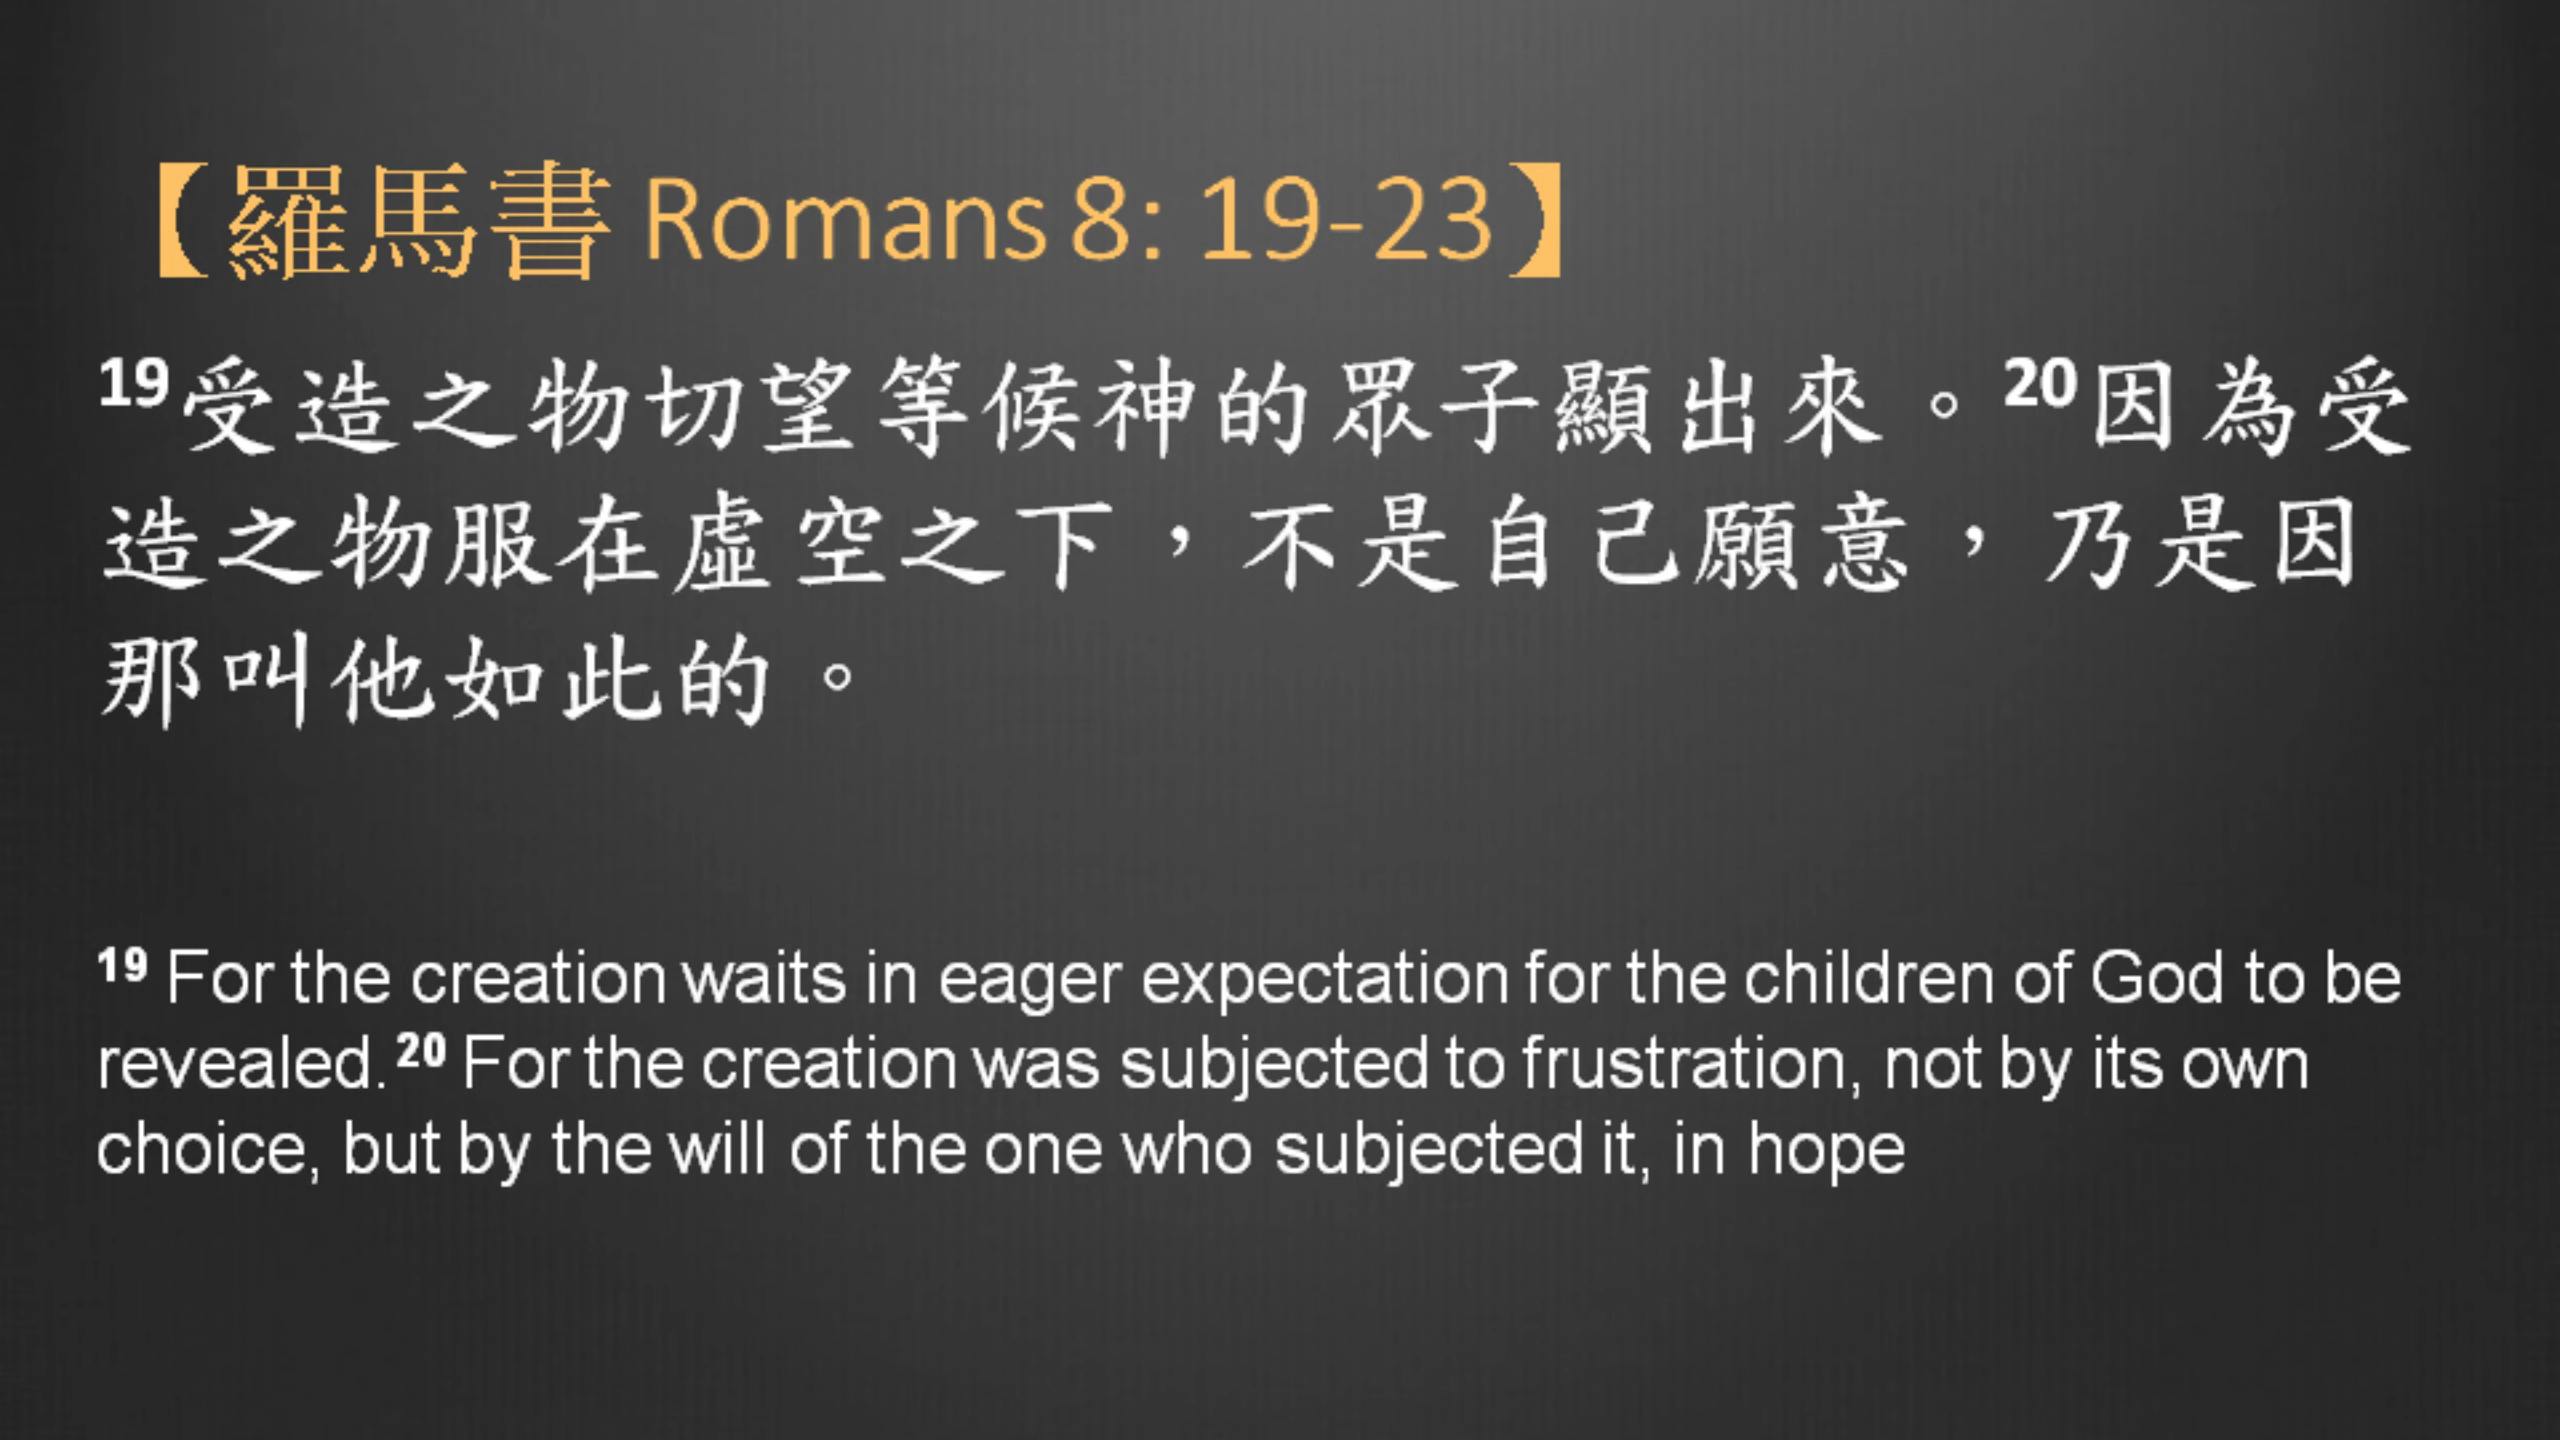 【羅馬書 Romans 8: 19-23】
19受造之物切望等候神的眾子顯出來。20因為受
造之物服在虛空之下，不是自己願意，乃是因
那叫他如此的。
19 For the creation waits in eager expectation for the children of God to be
revealed. 20 For the creation was subjected to frustration, not by its own
choice, but by the will of the one who subjected it, in hope